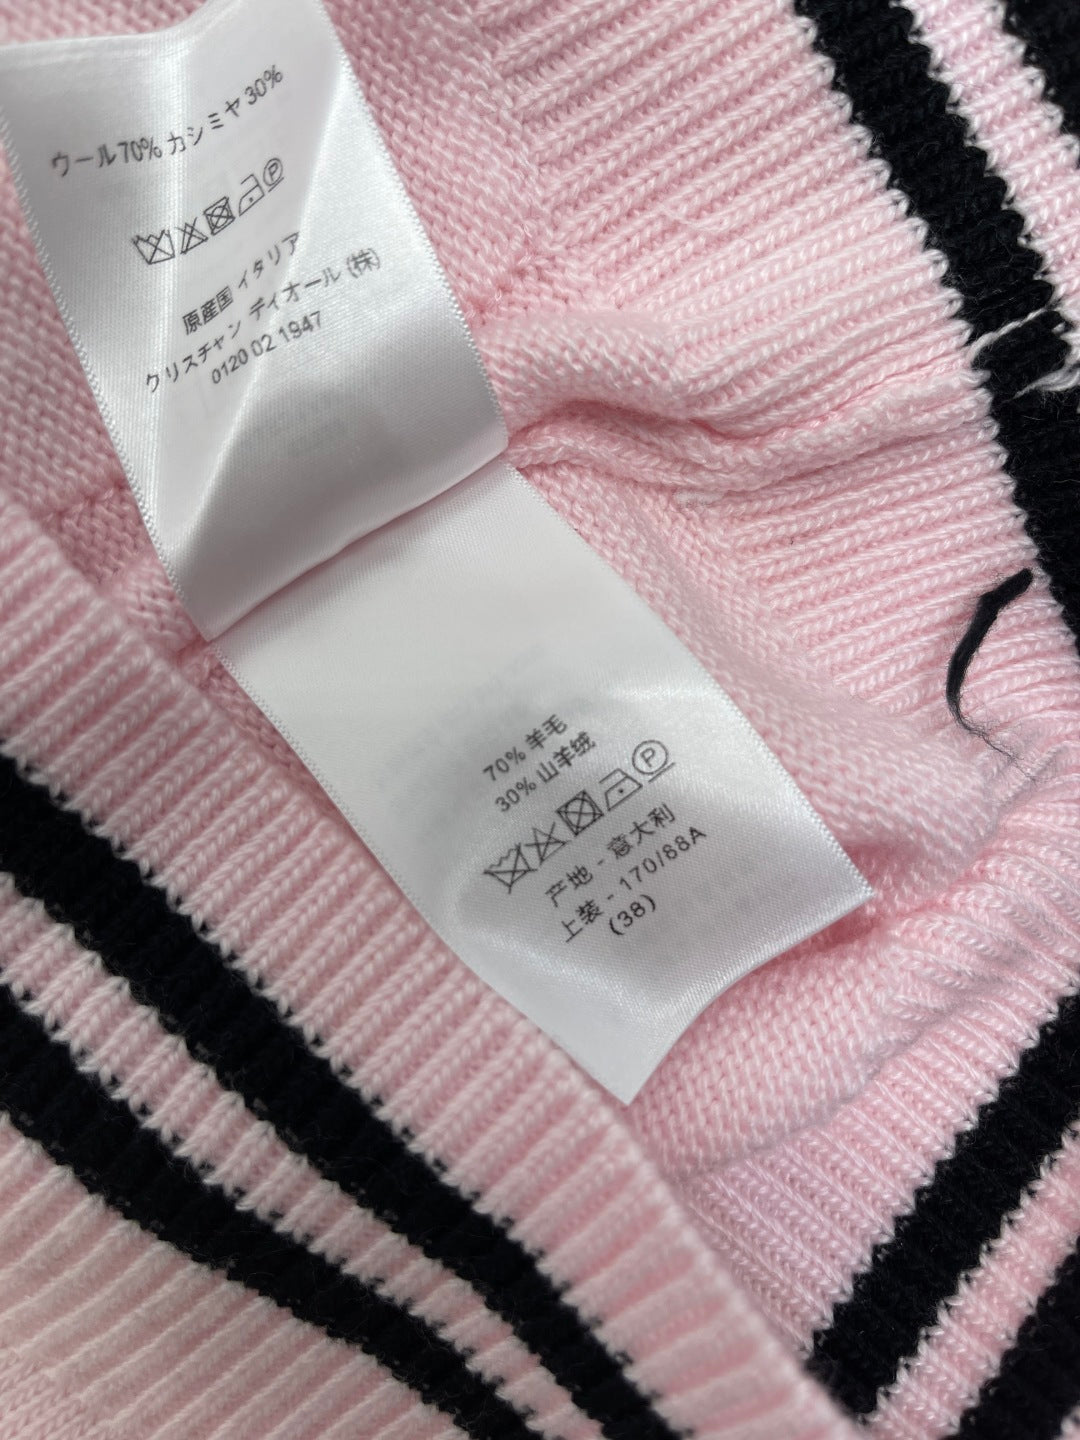 ウール70% カシミヤ30%
P
原産国 イタリア
クリスチャン ディオール (株)
0120 02 1947
70% 羊毛
30% 山羊绒
P
产地 - 意大利
上装 - 170/88A
(38)